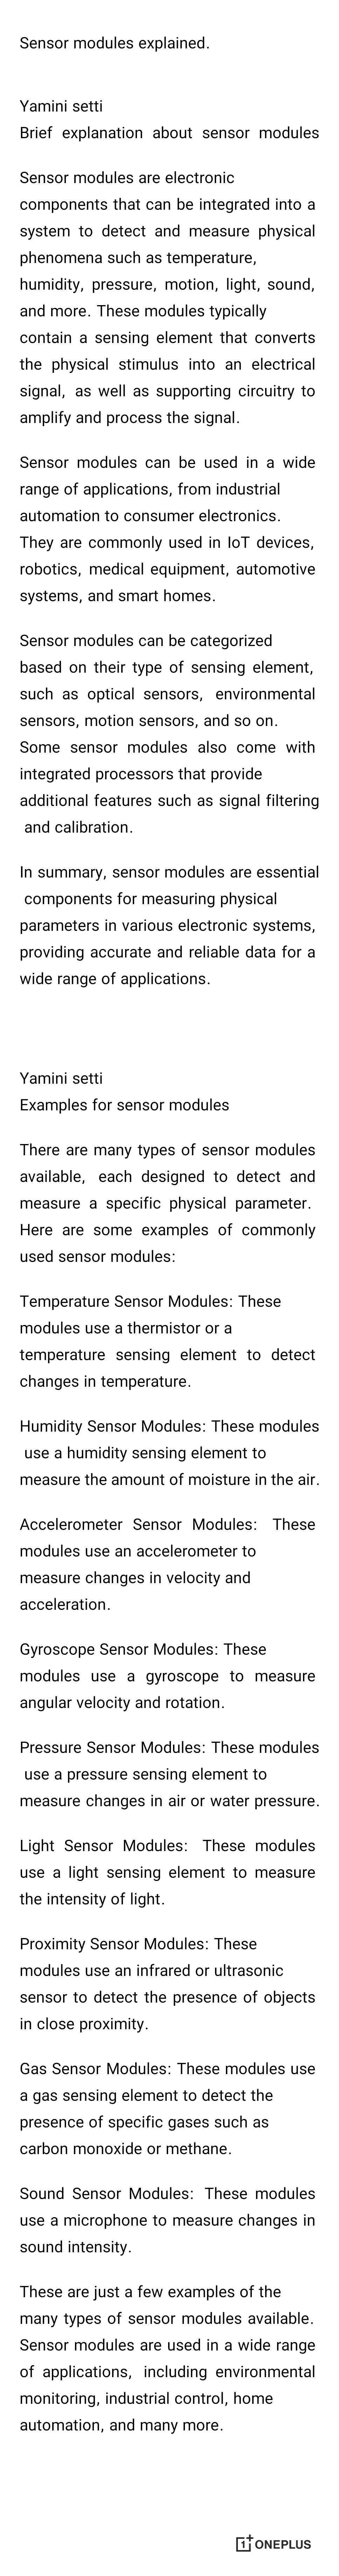 Sensor modules explained.
Yamini setti
Brief explanation about sensor modules
Sensor modules are electronic
components that can be integrated into a
system to detect and measure physical
phenomena such as temperature,
humidity, pressure, motion, light, sound,
and more. These modules typically
contain a sensing element that converts
the physical stimulus into an electrical
signal, as well as supporting circuitry to
amplify and process the signal.
Sensor modules can be used in a wide
range of applications, from industrial
automation to consumer electronics.
They are commonly used in IoT devices,
robotics, medical equipment, automotive
systems, and smart homes.
Sensor modules can be categorized
based on their type of sensing element,
such as optical sensors, environmental
sensors, motion sensors, and so on.
Some sensor modules also come with
integrated processors that provide
additional features such as signal filtering
and calibration.
In summary, sensor modules are essential
components for measuring physical
parameters in various electronic systems,
providing accurate and reliable data for a
wide range of applications.
Yamini setti
Examples for sensor modules
There are many types of sensor modules
available, each designed to detect and
measure a specific physical parameter.
Here are some examples of commonly
used sensor modules:
Temperature Sensor Modules: These
modules use a thermistor or a
temperature sensing element to detect
changes in temperature.
Humidity Sensor Modules: These modules
use a humidity sensing element to
measure the amount of moisture in the air.
Accelerometer Sensor Modules: These
modules use an accelerometer to
measure changes in velocity and
acceleration.
Gyroscope Sensor Modules: These
modules use a gyroscope to measure
angular velocity and rotation.
Pressure Sensor Modules: These modules
use a pressure sensing element to
measure changes in air or water pressure.
Light Sensor Modules: These modules
use a light sensing element to measure
the intensity of light.
Proximity Sensor Modules: These
modules use an infrared or ultrasonic
sensor to detect the presence of objects
in close proximity.
Gas Sensor Modules: These modules use
a gas sensing element to detect the
presence of specific gases such as
carbon monoxide or methane.
Sound Sensor Modules: These modules
use a microphone to measure changes in
sound intensity.
These are just a few examples of the
many types of sensor modules available.
Sensor modules are used in a wide range
of applications, including environmental
monitoring, industrial control, home
automation, and many more.
1+ ONEPLUS